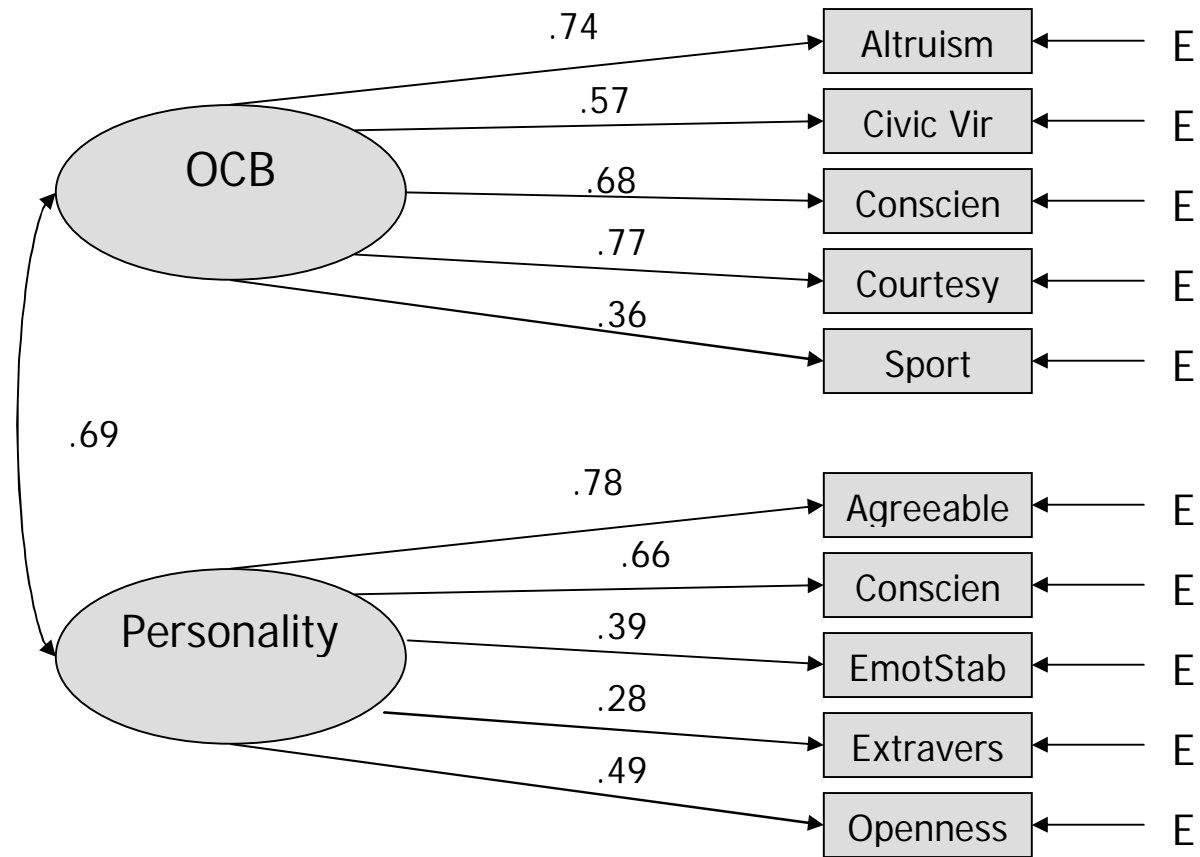 .74
Altruism
E
.57
Civic Vir
E
OCB
.68
Conscien
E
.77
Courtesy
E
.36
Sport
E
.69
.78
Agreeable
E
.66
Conscien
E
Personality
.39
EmotStab
E
.28
Extravers
E
.49
Openness
E